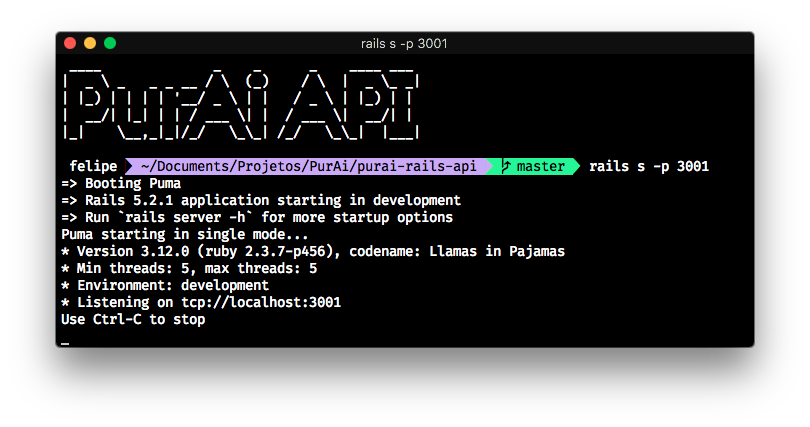 rails s -p 3001
PurAi API
felipe ~/Documents/Projetos/PurAi/purai-rails-api master rails s -p 3001
=> Booting Puma
=> Rails 5.2.1 application starting in development
=> Run `rails server -h` for more startup options
Puma starting in single mode...
* Version 3.12.0 (ruby 2.3.7-p456), codename: Llamas in Pajamas
* Min threads: 5, max threads: 5
* Environment: development
* Listening on tcp://localhost:3001
Use Ctrl-C to stop